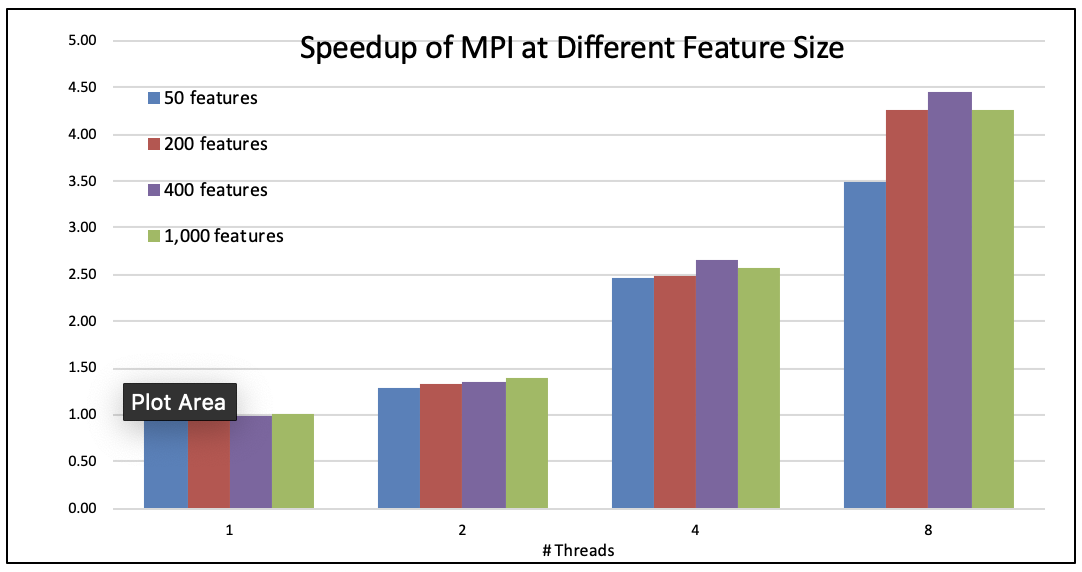 Speedup of MPI at Different Feature Size
5.00
4.50
4.00
3.50
3.00
2.50
2.00
1.50
1.00
0.50
0.00
50 features
200 features
400 features
1,000 features
Plot Area
1 2 4 8
# Threads